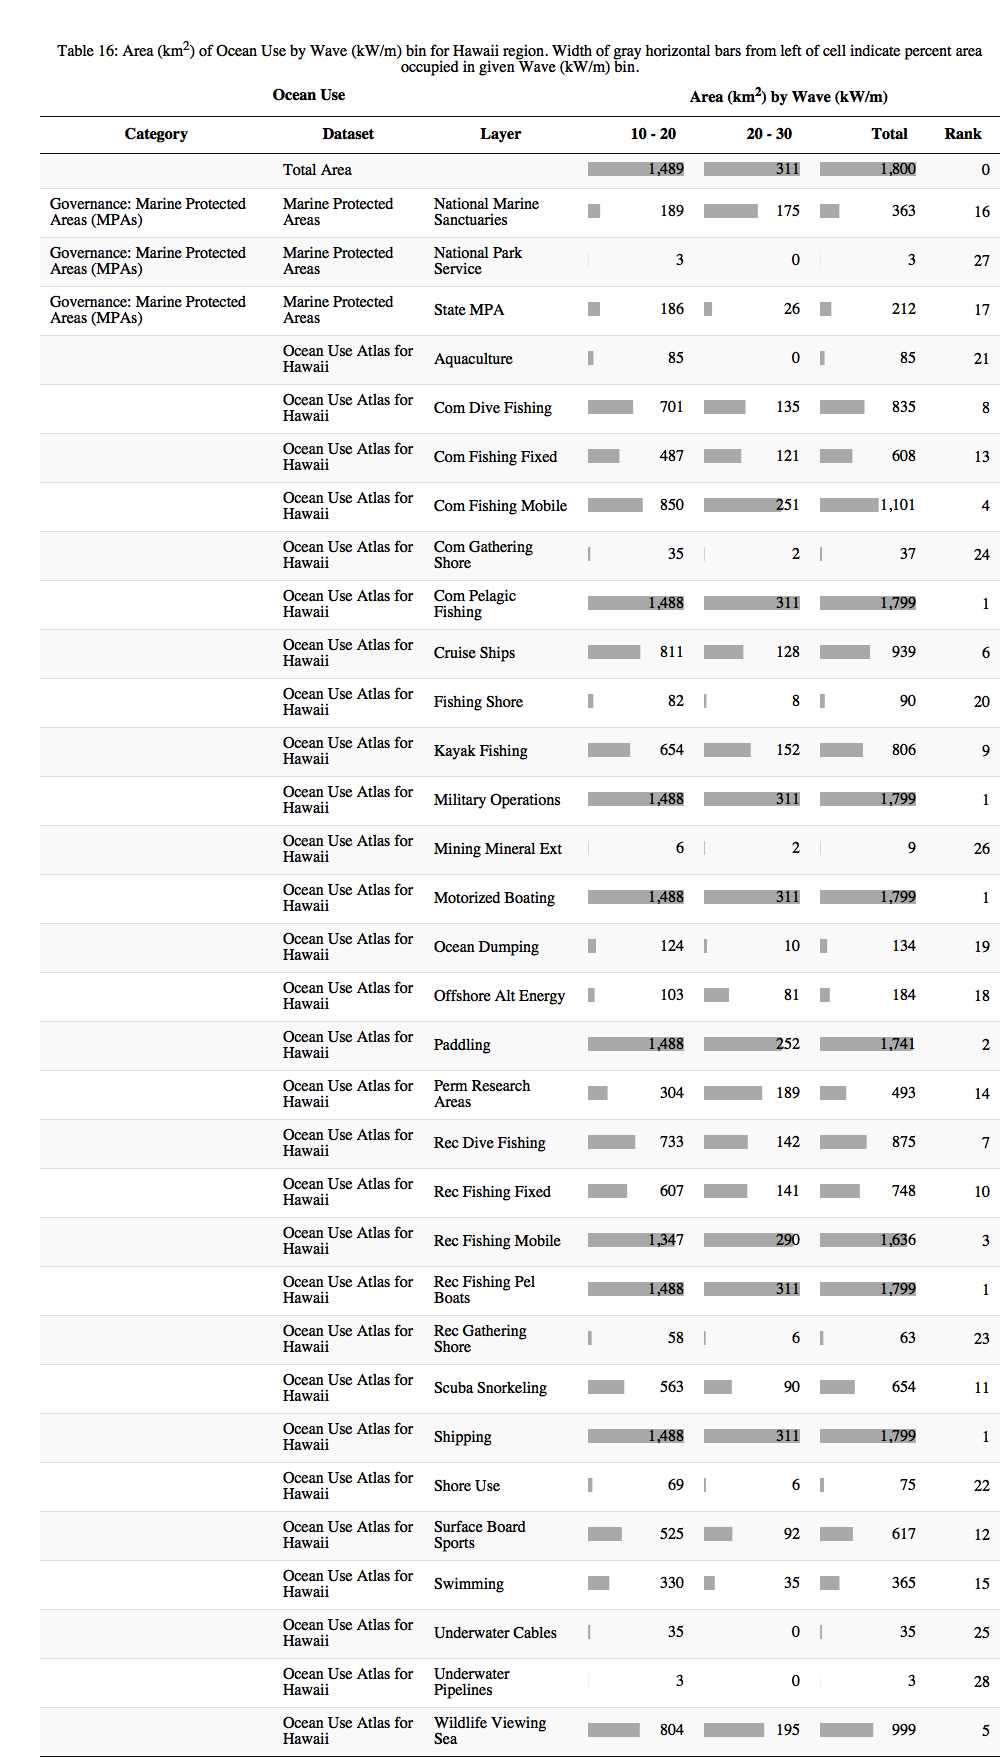 Table 16: Area (km2) of Ocean Use by Wave (kW/m) bin for Hawaii region. Width of gray horizontal bars from left of cell indicate percent area
occupied in given Wave (kW/m) bin.
Ocean Use Area (km2) by Wave (kW/m)
Category Dataset Layer 10 - 20 20 - 30 Total Rank
Total Area 1,489 311 1,800 0
Governance: Marine Protected Marine Protected National Marine
Areas (MPAs) Areas Sanctuaries 189 175 363 16
Governance: Marine Protected Marine Protected National Park
Areas (MPAs) Areas Service 3 0 3 27
Governance: Marine Protected Marine Protected
Areas (MPAs) Areas State MPA 186 26 212 17
Ocean Use Atlas for
Hawaii Aquaculture 85 0 85 21
Ocean Use Atlas for
Hawaii Com Dive Fishing 701 135 835 8
Ocean Use Atlas for
Hawaii Com Fishing Fixed 487 121 608 13
Ocean Use Atlas for
Hawaii Com Fishing Mobile 850 251 1,101 4
Ocean Use Atlas for Com Gathering
Hawaii Shore 35 2 37 24
Ocean Use Atlas for Com Pelagic
Hawaii Fishing 1,488 311 1,799 1
Ocean Use Atlas for
Hawaii Cruise Ships 811 128 939 6
Ocean Use Atlas for
Hawaii Fishing Shore 82 8 90 20
Ocean Use Atlas for
Hawaii Kayak Fishing 654 152 806 9
Ocean Use Atlas for
Hawaii Military Operations 1,488 311 1,799 1
Ocean Use Atlas for
Hawaii Mining Mineral Ext 6 2 9 26
Ocean Use Atlas for
Hawaii Motorized Boating 1,488 311 1,799 1
Ocean Use Atlas for
Hawaii Ocean Dumping 124 10 134 19
Ocean Use Atlas for
Hawaii Offshore Alt Energy 103 81 184 18
Ocean Use Atlas for
Hawaii Paddling 1,488 252 1,741 2
Ocean Use Atlas for Perm Research
Hawaii Areas 304 189 493 14
Ocean Use Atlas for
Hawaii Rec Dive Fishing 733 142 875 7
Ocean Use Atlas for
Hawaii Rec Fishing Fixed 607 141 748 10
Ocean Use Atlas for
Hawaii Rec Fishing Mobile 1,347 290 1,636 3
Ocean Use Atlas for Rec Fishing Pel
Hawaii Boats 1,488 311 1,799 1
Ocean Use Atlas for Rec Gathering
Hawaii Shore 58 6 63 23
Ocean Use Atlas for
Hawaii Scuba Snorkeling 563 90 654 11
Ocean Use Atlas for
Hawaii Shipping 1,488 311 1,799 1
Ocean Use Atlas for
Hawaii Shore Use 69 6 75 22
Ocean Use Atlas for Surface Board
Hawaii Sports 525 92 617 12
Ocean Use Atlas for
Hawaii Swimming 330 35 365 15
Ocean Use Atlas for
Hawaii Underwater Cables 35 0 35 25
Ocean Use Atlas for Underwater
Hawaii Pipelines 3 0 3 28
Ocean Use Atlas for Wildlife Viewing
Hawaii Sea 804 195 999 5